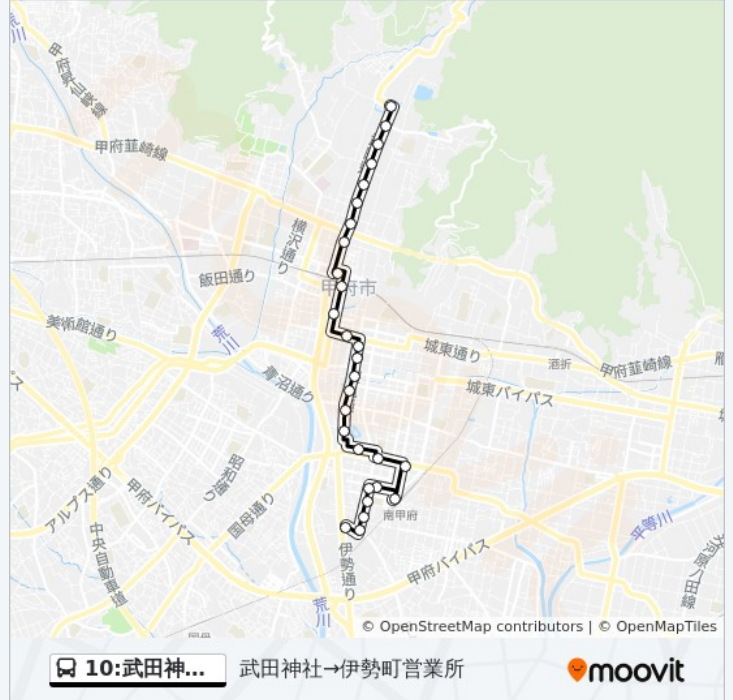 荒川
甲府昇仙峡線
甲府韮崎線
横沢通り
飯田通り
甲府市
美術館通り
荒川
城東通り
酒折
甲府韮崎線
青沼通り
城東バイパス
昭和通り
アルプス通り
甲府バイパス
国母通り
南甲府
平等川
中央自動車道
伊勢通り
甲府バイパス
荒川
© OpenStreetMap contributors | © OpenMapTiles
10:武田神...
武田神社→伊勢町営業所
moovit